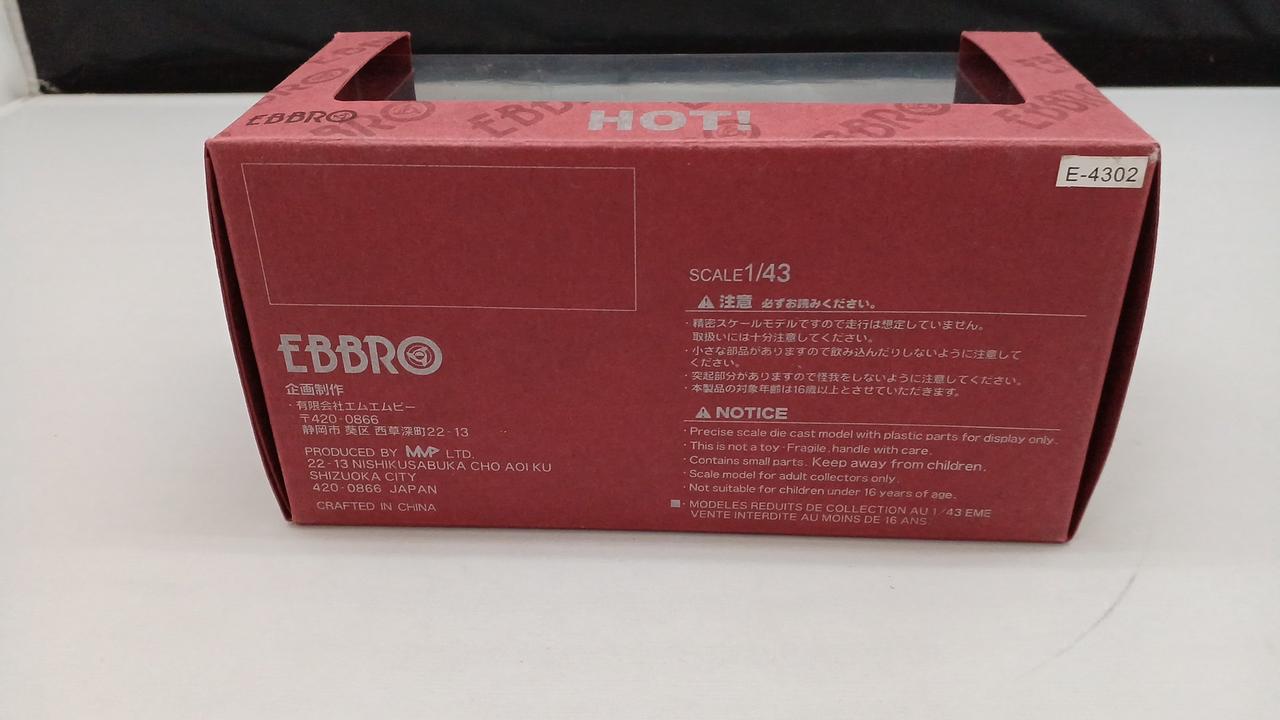 EBBRO
EBBRO
EBBRO
HOT!
EBBRO
E-4302
SCALE1/43
注意 必ずお読みください。
・精密スケールモデルですので走行は想定していません。
取扱いには十分注意してください。
・小さな部品がありますので飲み込んだりしないように注意して
ください。
・突起部分がありますので怪我をしないように注意してください。
・本製品の対象年齢は16歳以上とさせていただきます。
NOTICE
・Precise scale die cast model with plastic parts for display only.
・This is not a toy・Fragile, handle with care.
・Contains small parts. Keep away from children.
・Scale model for adult collectors only.
・Not suitable for children under 16 years of age.
・MODELES REDUITS DE COLLECTION AU 1/43 EME
VENTE INTERDITE AU MOINS DE 16 ANS.
EBBRO
企画制作
・有限会社エムエムピー
〒420-0866
静岡市 葵区 西草深町22-13
PRODUCED BY MMP LTD.
22-13 NISHIKUSABUKA CHO AOI KU
SHIZUOKA CITY
420-0866 JAPAN
CRAFTED IN CHINA